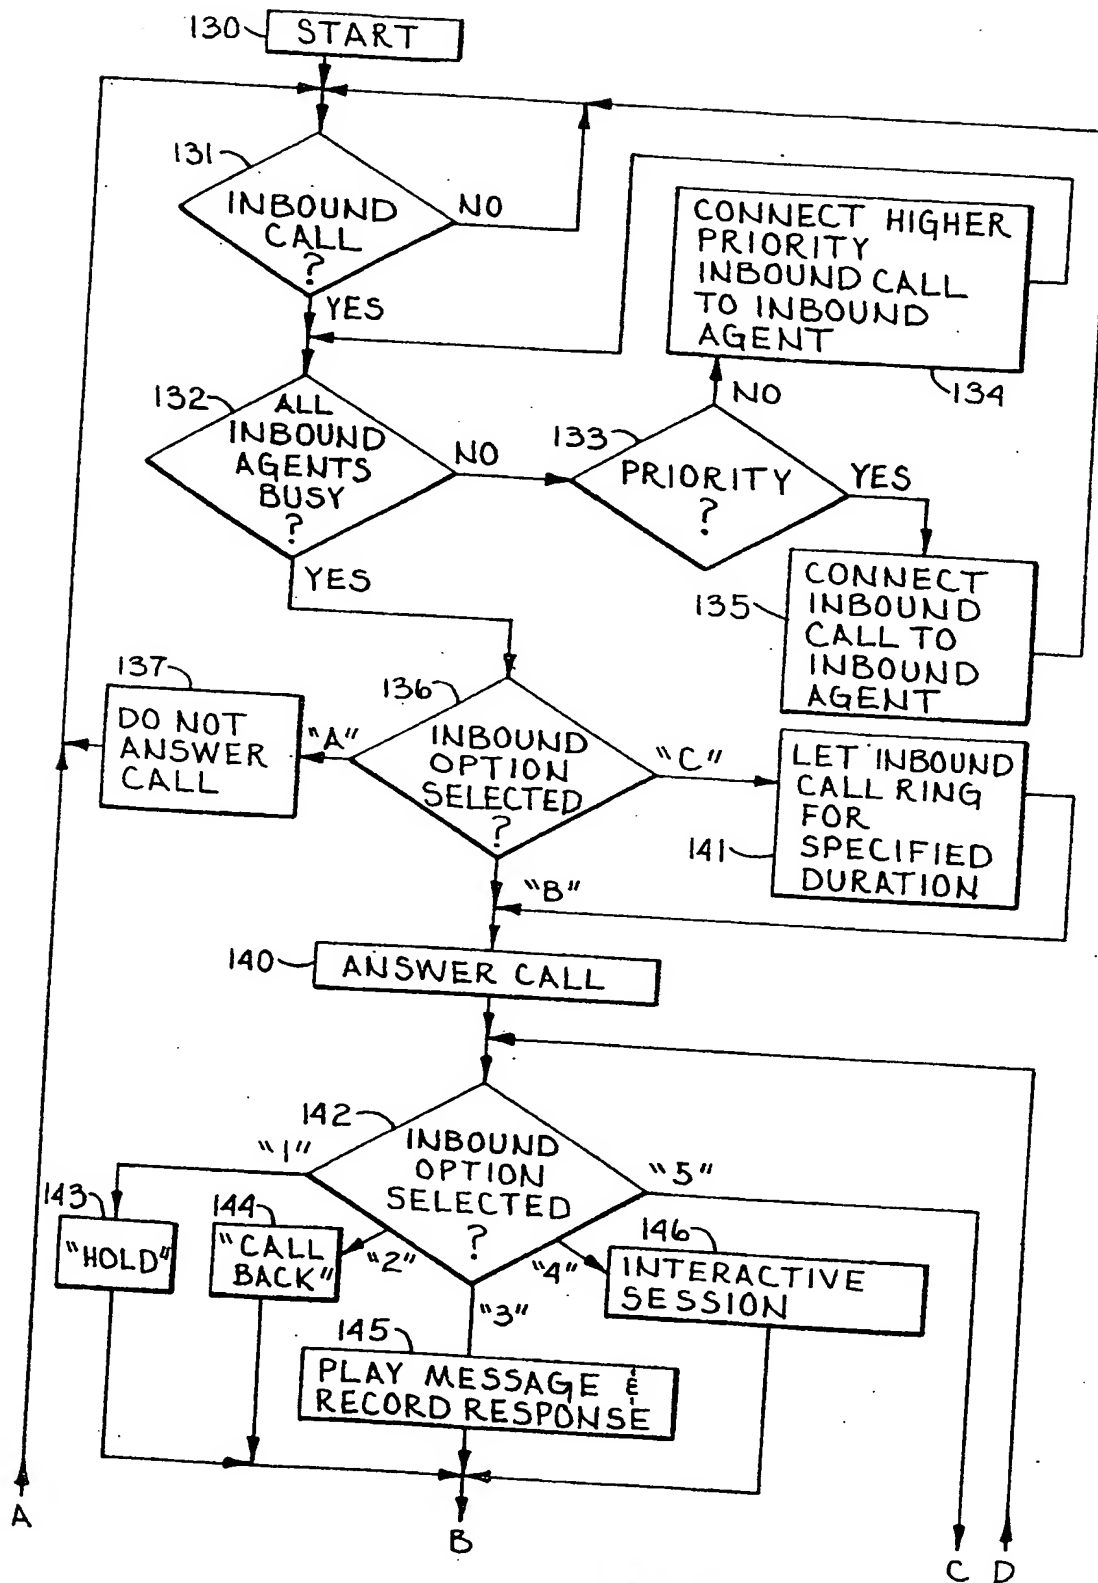 130
START
131
INBOUND
CALL
?
NO
YES
CONNECT HIGHER
PRIORITY
INBOUND CALL
TO INBOUND
AGENT
134
132
ALL
INBOUND
AGENTS
BUSY
?
NO
YES
133
PRIORITY
?
NO
YES
135
CONNECT
INBOUND
CALL TO
INBOUND
AGENT
137
DO NOT
ANSWER
CALL
136
"A"
INBOUND
OPTION
SELECTED
?
"C"
"B"
LET INBOUND
CALL RING
FOR
SPECIFIED
DURATION
141
140
ANSWER CALL
142
INBOUND
OPTION
SELECTED
?
"1"
"2"
"3"
"4"
"5"
143
"HOLD"
144
"CALL
BACK"
146
INTERACTIVE
SESSION
145
PLAY MESSAGE &
RECORD RESPONSE
A
B
C D